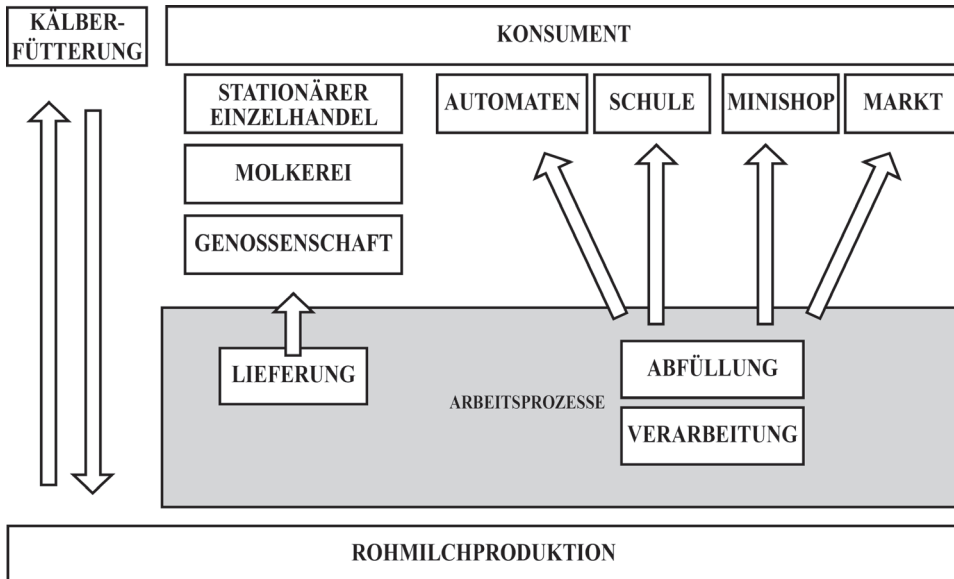 KÄLBER-
FÜTTERUNG
KONSUMENT
STATIONÄRER
EINZELHANDEL
AUTOMATEN
SCHULE
MINISHOP
MARKT
MOLKEREI
GENOSSENSCHAFT
LIEFERUNG
ABFÜLLUNG
ARBEITSPROZESSE
VERARBEITUNG
ROHMILCHPRODUKTION